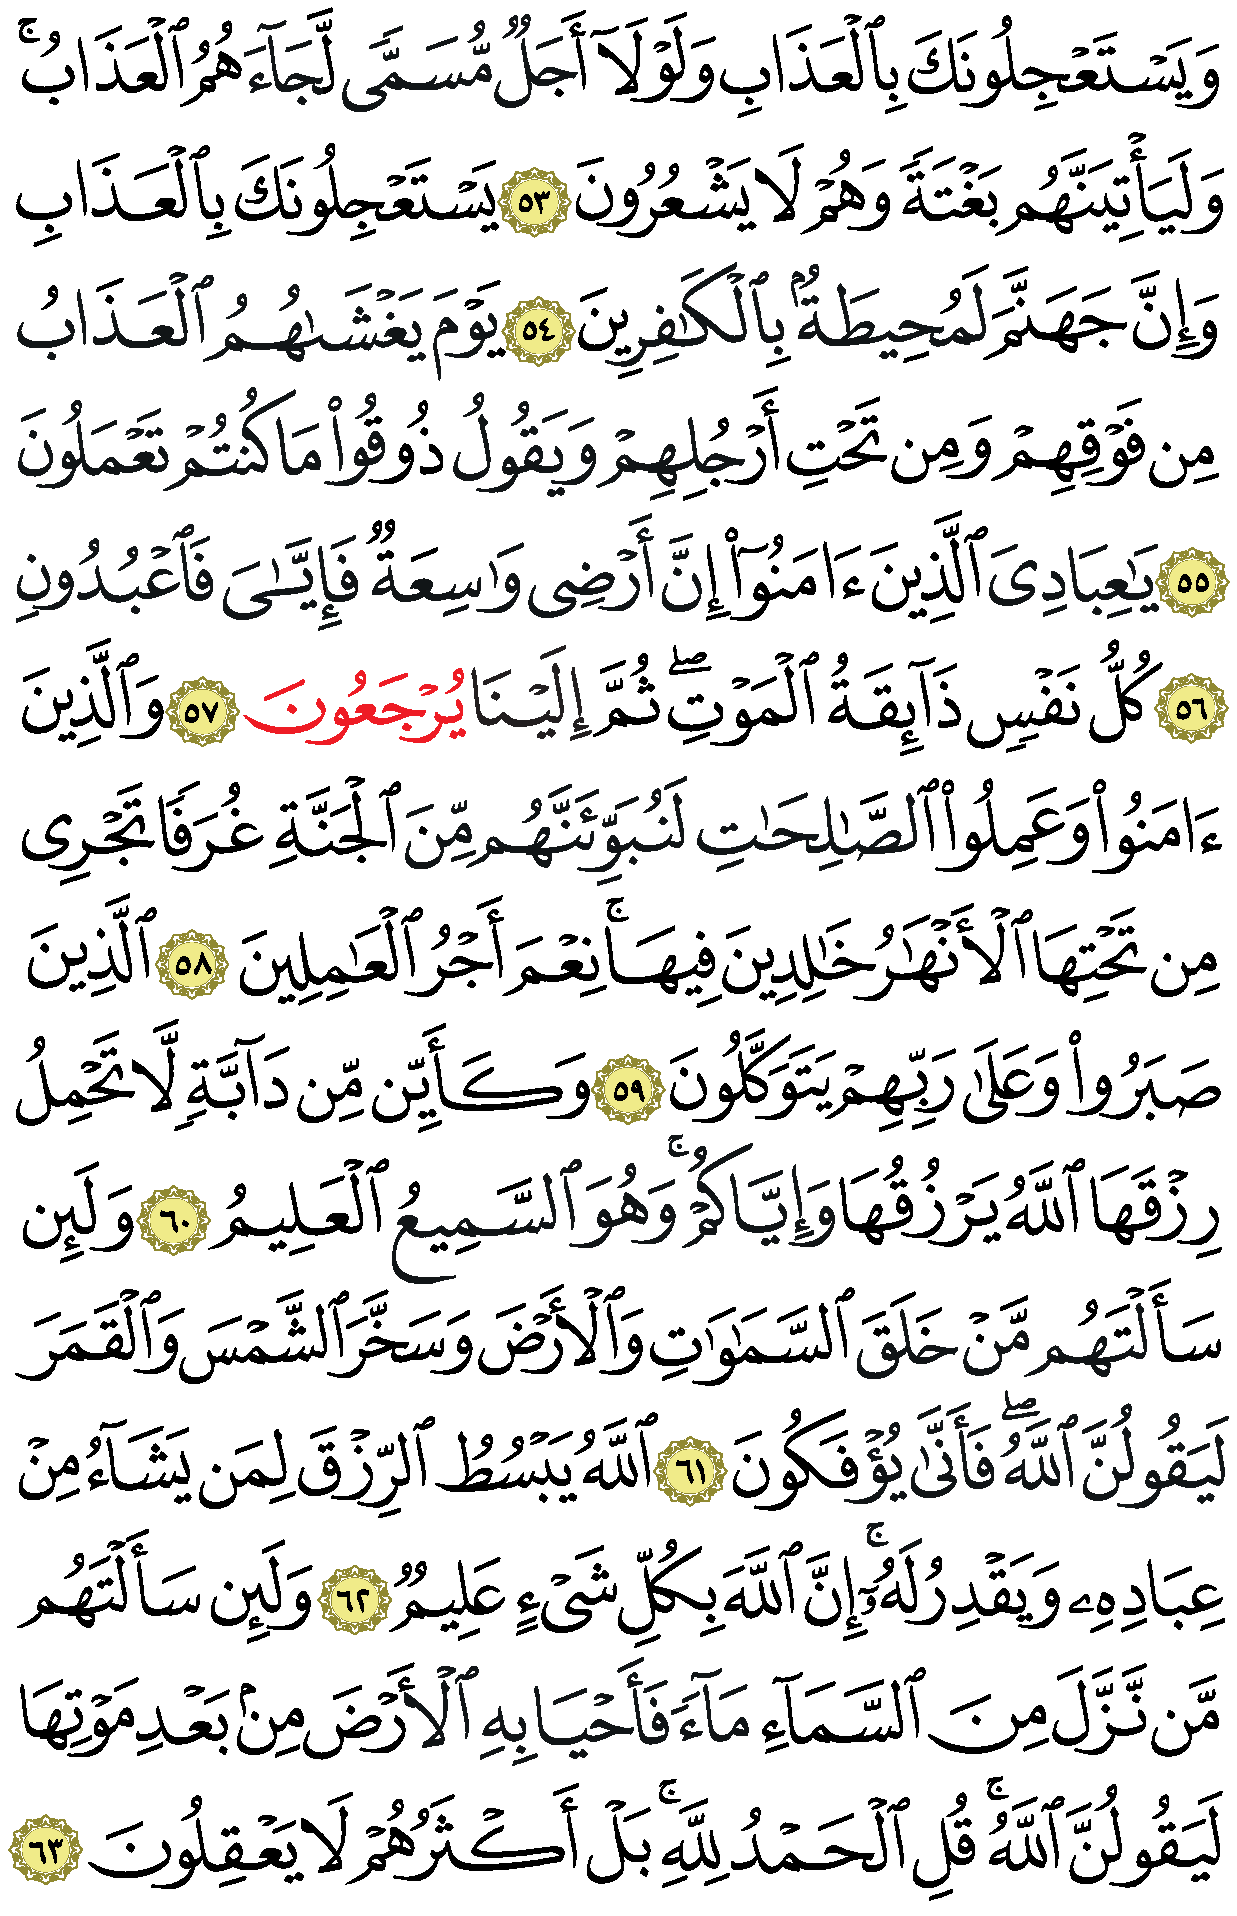 وَيَسۡتَعۡجِلُونَكَ بِٱلۡعَذَابِ وَلَوۡلَآ أَجَلٞ مُّسَمّٗى لَّجَآءَهُمُ ٱلۡعَذَابُۚ
وَلَيَأۡتِيَنَّهُم بَغۡتَةٗ وَهُمۡ لَا يَشۡعُرُونَ ٥٣ يَسۡتَعۡجِلُونَكَ بِٱلۡعَذَابِ
وَإِنَّ جَهَنَّمَ لَمُحِيطَةُۢ بِٱلۡكَٰفِرِينَ ٥٤ يَوۡمَ يَغۡشَىٰهُمُ ٱلۡعَذَابُ
مِن فَوۡقِهِمۡ وَمِن تَحۡتِ أَرۡجُلِهِمۡ وَيَقُولُ ذُوقُواْ مَا كُنتُمۡ تَعۡمَلُونَ
٥٥ يَٰعِبَادِيَ ٱلَّذِينَ ءَامَنُوٓاْ إِنَّ أَرۡضِي وَٰسِعَةٞ فَإِيَّٰيَ فَٱعۡبُدُونِ
٥٦ كُلُّ نَفۡسٖ ذَآئِقَةُ ٱلۡمَوۡتِۖ ثُمَّ إِلَيۡنَا يُرۡجَعُونَ ٥٧ وَٱلَّذِينَ
ءَامَنُواْ وَعَمِلُواْ ٱلصَّٰلِحَٰتِ لَنُبَوِّئَنَّهُم مِّنَ ٱلۡجَنَّةِ غُرَفٗا تَجۡرِي
مِن تَحۡتِهَا ٱلۡأَنۡهَٰرُ خَٰلِدِينَ فِيهَاۚ نِعۡمَ أَجۡرُ ٱلۡعَٰمِلِينَ ٥٨ ٱلَّذِينَ
صَبَرُواْ وَعَلَىٰ رَبِّهِمۡ يَتَوَكَّلُونَ ٥٩ وَكَأَيِّن مِّن دَآبَّةٖ لَّا تَحۡمِلُ
رِزۡقَهَا ٱللَّهُ يَرۡزُقُهَا وَإِيَّاكُمۡۚ وَهُوَ ٱلسَّمِيعُ ٱلۡعَلِيمُ ٦٠ وَلَئِن
سَأَلۡتَهُم مَّنۡ خَلَقَ ٱلسَّمَٰوَٰتِ وَٱلۡأَرۡضَ وَسَخَّرَ ٱلشَّمۡسَ وَٱلۡقَمَرَ
لَيَقُولُنَّ ٱللَّهُۖ فَأَنَّىٰ يُؤۡفَكُونَ ٦١ ٱللَّهُ يَبۡسُطُ ٱلرِّزۡقَ لِمَن يَشَآءُ مِنۡ
عِبَادِهِۦ وَيَقۡدِرُ لَهُۥٓۚ إِنَّ ٱللَّهَ بِكُلِّ شَيۡءٍ عَلِيمٞ ٦٢ وَلَئِن سَأَلۡتَهُم
مَّن نَّزَّلَ مِنَ ٱلسَّمَآءِ مَآءٗ فَأَحۡيَا بِهِ ٱلۡأَرۡضَ مِنۢ بَعۡدِ مَوۡتِهَا
لَيَقُولُنَّ ٱللَّهُۚ قُلِ ٱلۡحَمۡدُ لِلَّهِۚ بَلۡ أَكۡثَرُهُمۡ لَا يَعۡقِلُونَ ٦٣